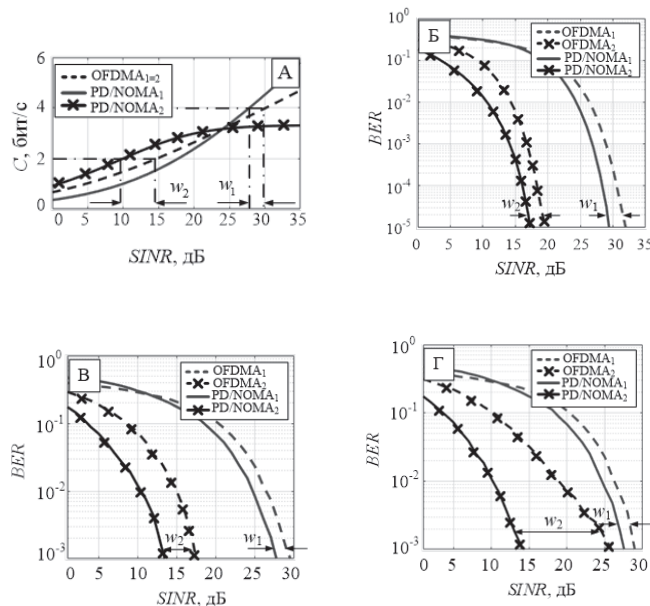 А
OFDMA1=2
PD/NOMA1
PD/NOMA2
C, бит/с
6
4
2
0
w2
w1
0 5 10 15 20 25 30 35
SINR, дБ
Б
OFDMA1
OFDMA2
PD/NOMA1
PD/NOMA2
BER
10^0
10^-1
10^-2
10^-3
10^-4
10^-5
w2
w1
0 5 10 15 20 25 30 35
SINR, дБ
В
OFDMA1
OFDMA2
PD/NOMA1
PD/NOMA2
BER
10^0
10^-1
10^-2
10^-3
w2
w1
0 5 10 15 20 25 30
SINR, дБ
Г
OFDMA1
OFDMA2
PD/NOMA1
PD/NOMA2
BER
10^0
10^-1
10^-2
10^-3
w2
w1
0 5 10 15 20 25 30
SINR, дБ